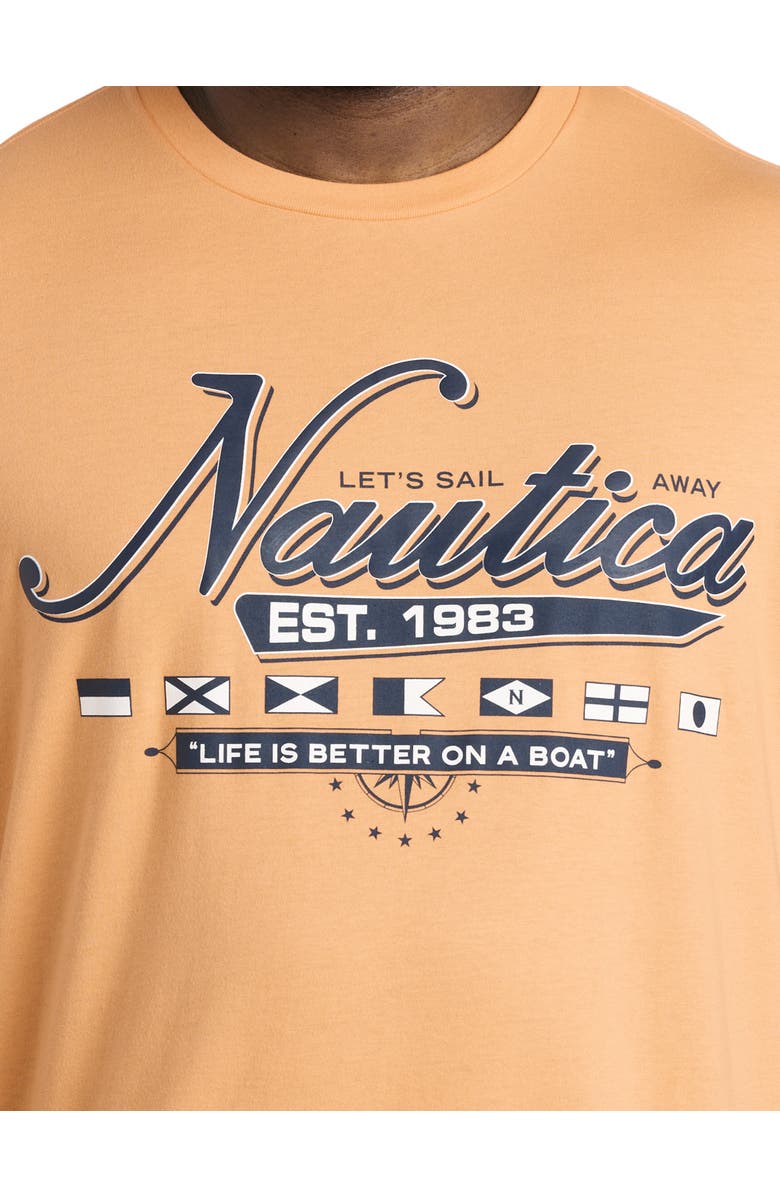 LET'S SAIL AWAY
Nautica
EST. 1983
N
"LIFE IS BETTER ON A BOAT"